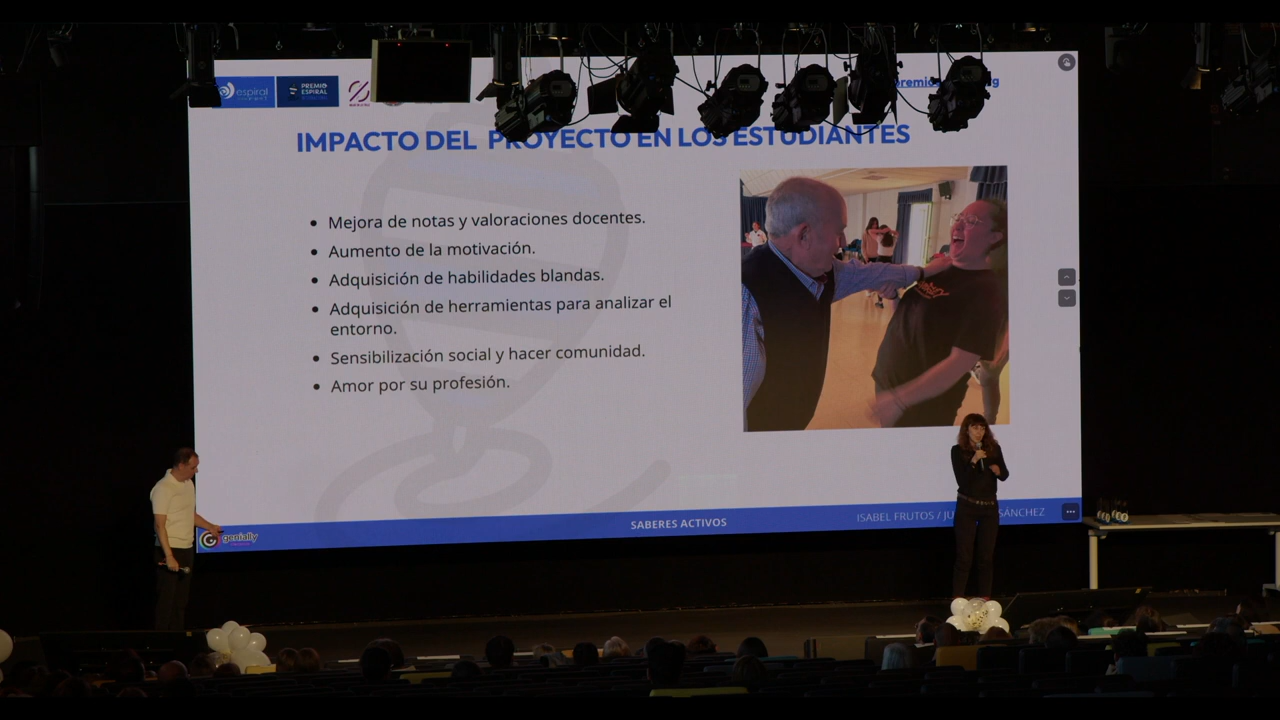 espiral
PREMIO
ESPIRAL
IMPACTO DEL PROYECTO EN LOS ESTUDIANTES
• Mejora de notas y valoraciones docentes.
• Aumento de la motivación.
• Adquisición de habilidades blandas.
• Adquisición de herramientas para analizar el
entorno.
• Sensibilización social y hacer comunidad.
• Amor por su profesión.
genially
SABERES ACTIVOS
ISABEL FRUTOS / SÁNCHEZ